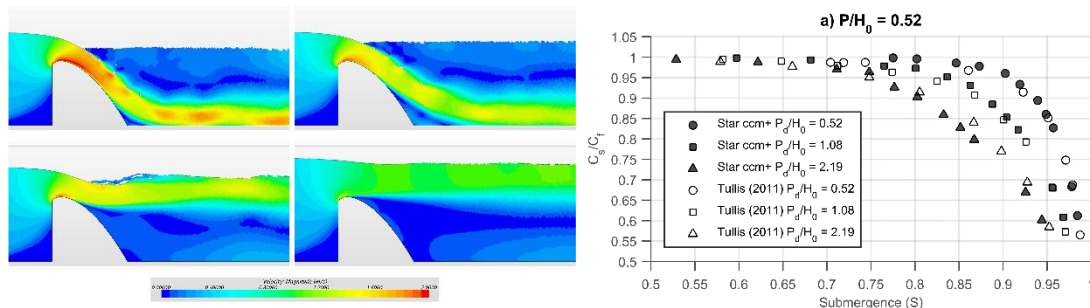 Velocity: Magnitude (m/s)
a) P/H0 = 0.52
1.05
1
0.95
0.9
0.85
0.8
0.75
0.7
0.65
0.6
0.55
0.5
Cs/Cf
Star ccm+ Pd/H0 = 0.52
Star ccm+ Pd/H0 = 1.08
Star ccm+ Pd/H0 = 2.19
Tullis (2011) Pd/H0 = 0.52
Tullis (2011) Pd/H0 = 1.08
Tullis (2011) Pd/H0 = 2.19
0.5 0.55 0.6 0.65 0.7 0.75 0.8 0.85 0.9 0.95
Submergence (S)